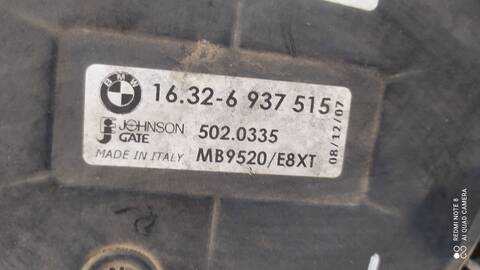 BMW
16.32-6 937 515
JOHNSON
GATE
502.0335
MADE IN ITALY
MB9520/E8XT
08/12/07
REDMI NOTE 8
AI QUAD CAMERA